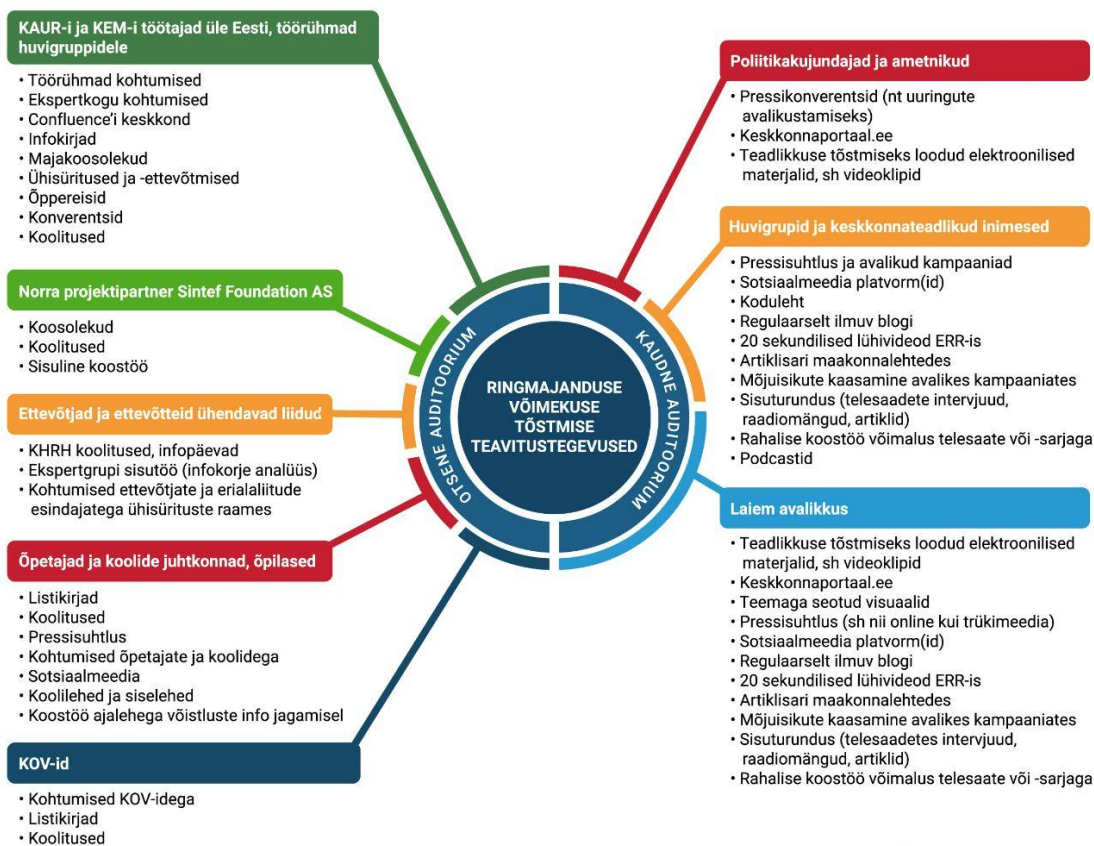 KAUR-i ja KEM-i töötajad üle Eesti, töörühmad
huvigruppidele
• Töörühmad kohtumised
• Ekspertkogu kohtumised
• Confluence'i keskkond
• Infokirjad
• Majakoosolekud
• Ühisüritused ja -ettevõtmised
• Õppereisid
• Konverentsid
• Koolitused
Norra projektipartner Sintef Foundation AS
• Koosolekud
• Koolitused
• Sisuline koostöö
Ettevõtjad ja ettevõtteid ühendavad liidud
• KHRH koolitused, infopäevad
• Ekspertgrupi sisutöö (infokorje analüüs)
• Kohtumised ettevõtjate ja erialaliitude
esindajatega ühisürituste raames
Õpetajad ja koolide juhtkonnad, õpilased
• Listikirjad
• Koolitused
• Pressisuhtlus
• Kohtumised õpetajate ja koolidega
• Sotsiaalmeedia
• Koolilehed ja siselehed
• Koostöö ajalehega võistluste info jagamisel
KOV-id
• Kohtumised KOV-idega
• Listikirjad
• Koolitused
OTSENE AUDITOORIUM
RINGMAJANDUSE
VÕIMEKUSE
TÕSTMISE
TEAVITUSTEGEVUSED
KAUDNE AUDITOORIUM
Poliitikakujundajad ja ametnikud
• Pressikonverentsid (nt uuringute
avalikustamiseks)
• Keskkonnaportaal.ee
• Teadlikkuse tõstmiseks loodud elektroonilised
materjalid, sh videoklipid
Huvigrupid ja keskkonnateadlikud inimesed
• Pressisuhtlus ja avalikud kampaaniad
• Sotsiaalmeedia platvorm(id)
• Koduleht
• Regulaarselt ilmuv blogi
• 20 sekundilised lühivideod ERR-is
• Artiklisari maakonnalehtedes
• Mõjuisikute kaasamine avalikes kampaaniates
• Sisuturundus (telesaadete intervjuud,
raadiomängud, artiklid)
• Rahalise koostöö võimalus telesaate või -sarjaga
• Podcastid
Laiem avalikkus
• Teadlikkuse tõstmiseks loodud elektroonilised
materjalid, sh videoklipid
• Keskkonnaportaal.ee
• Teemaga seotud visuaalid
• Pressisuhtlus (sh nii online kui trükimeedia)
• Sotsiaalmeedia platvorm(id)
• Regulaarselt ilmuv blogi
• 20 sekundilised lühivideod ERR-is
• Artiklisari maakonnalehtedes
• Mõjuisikute kaasamine avalikes kampaaniates
• Sisuturundus (telesaadetes intervjuud,
raadiomängud, artiklid)
• Rahalise koostöö võimalus telesaate või -sarjaga